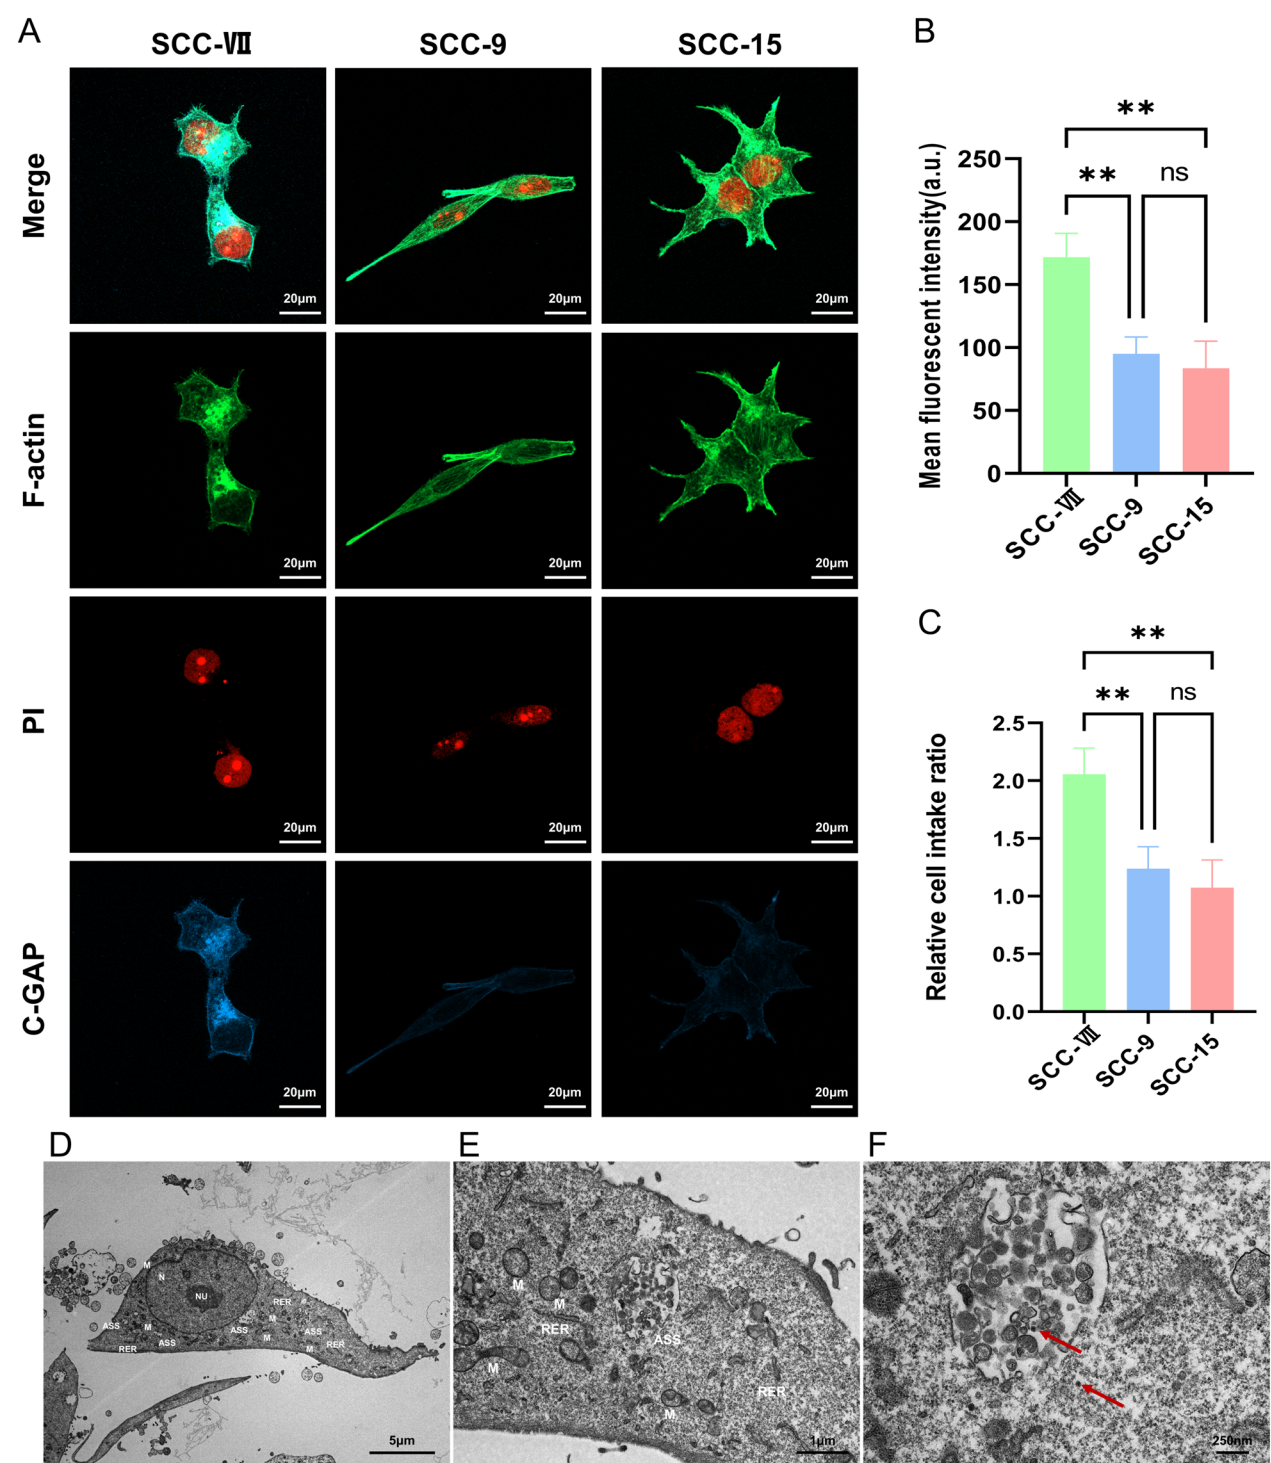 A
SCC-Ⅶ
SCC-9
SCC-15
Merge
20μm
20μm
20μm
F-actin
20μm
20μm
20μm
PI
20μm
20μm
20μm
C-GAP
20μm
20μm
20μm
B
**
** ns
Mean fluorescent intensity(a.u.)
250
200
150
100
50
0
SCC-Ⅶ
SCC-9
SCC-15
C
**
** ns
Relative cell intake ratio
2.5
2.0
1.5
1.0
0.5
0.0
SCC-Ⅶ
SCC-9
SCC-15
D
M
N
NU
RER
M
ASS M ASS ASS
M
RER ASS M RER
5μm
E
M
M
RER
ASS
M
RER
M
1μm
F
250nm